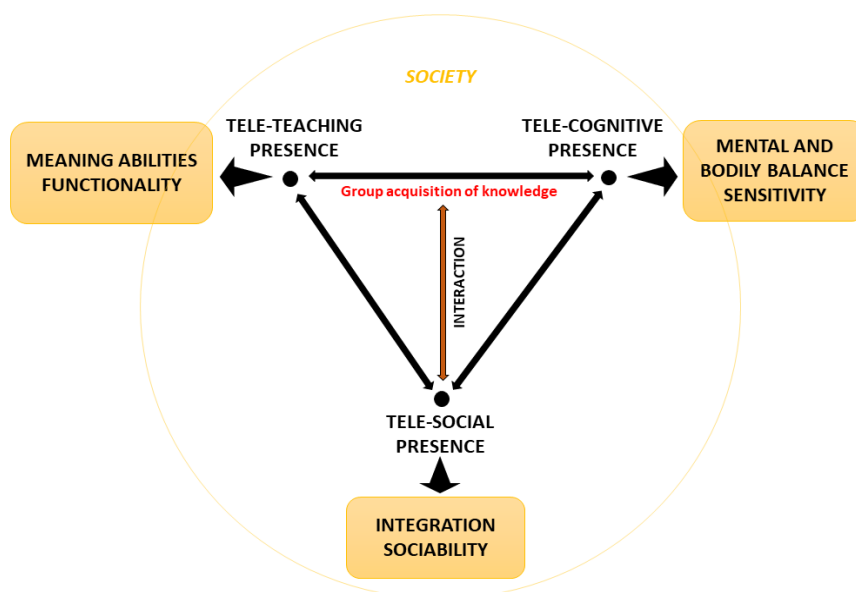 SOCIETY
TELE-TEACHING
PRESENCE
TELE-COGNITIVE
PRESENCE
MEANING ABILITIES
FUNCTIONALITY
MENTAL AND
BODILY BALANCE
SENSITIVITY
Group acquisition of knowledge
INTERACTION
TELE-SOCIAL
PRESENCE
INTEGRATION
SOCIABILITY